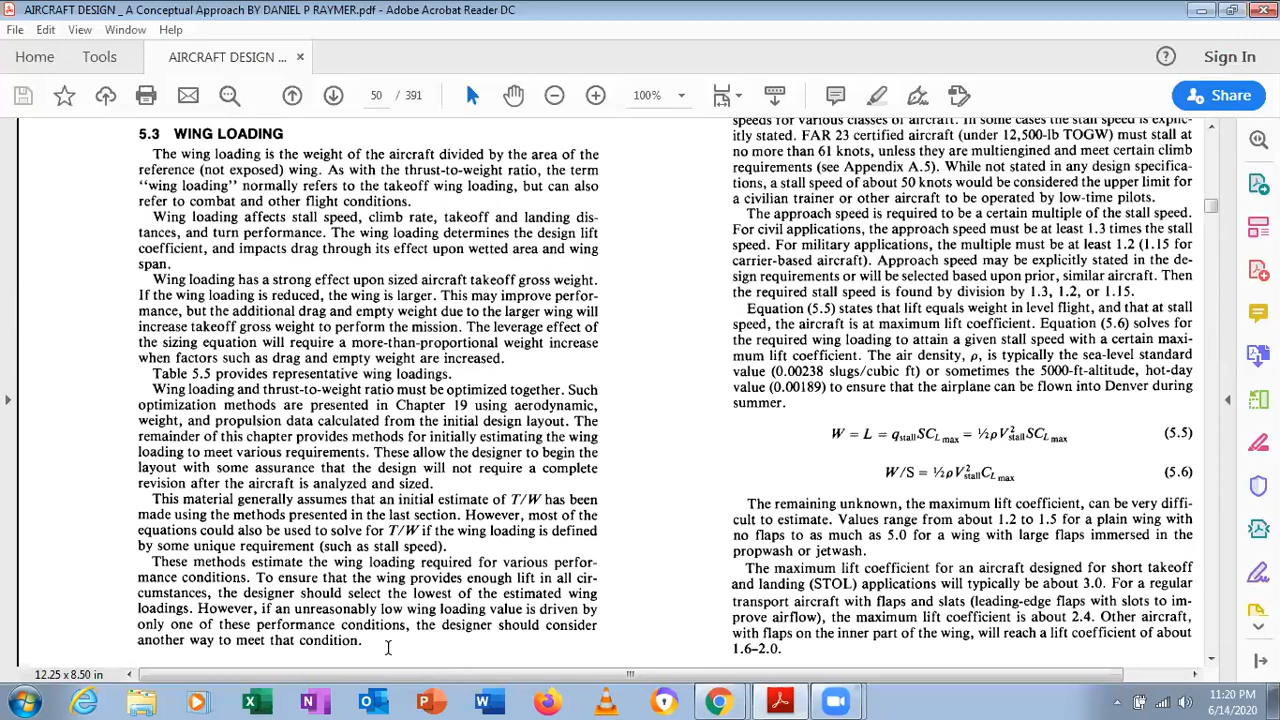 AIRCRAFT DESIGN _ A Conceptual Approach BY DANIEL P RAYMER.pdf - Adobe Acrobat Reader DC
File Edit View Window Help
Home Tools AIRCRAFT DESIGN ... × Sign In
50 / 391 100% Share
5.3 WING LOADING
The wing loading is the weight of the aircraft divided by the area of the
reference (not exposed) wing. As with the thrust-to-weight ratio, the term
“wing loading” normally refers to the takeoff wing loading, but can also
refer to combat and other flight conditions.
Wing loading affects stall speed, climb rate, takeoff and landing dis-
tances, and turn performance. The wing loading determines the design lift
coefficient, and impacts drag through its effect upon wetted area and wing
span.
Wing loading has a strong effect upon sized aircraft takeoff gross weight.
If the wing loading is reduced, the wing is larger. This may improve perfor-
mance, but the additional drag and empty weight due to the larger wing will
increase takeoff gross weight to perform the mission. The leverage effect of
the sizing equation will require a more-than-proportional weight increase
when factors such as drag and empty weight are increased.
Table 5.5 provides representative wing loadings.
Wing loading and thrust-to-weight ratio must be optimized together. Such
optimization methods are presented in Chapter 19 using aerodynamic,
weight, and propulsion data calculated from the initial design layout. The
remainder of this chapter provides methods for initially estimating the wing
loading to meet various requirements. These allow the designer to begin the
layout with some assurance that the design will not require a complete
revision after the aircraft is analyzed and sized.
This material generally assumes that an initial estimate of T/W has been
made using the methods presented in the last section. However, most of the
equations could also be used to solve for T/W if the wing loading is defined
by some unique requirement (such as stall speed).
These methods estimate the wing loading required for various perfor-
mance conditions. To ensure that the wing provides enough lift in all cir-
cumstances, the designer should select the lowest of the estimated wing
loadings. However, if an unreasonably low wing loading value is driven by
only one of these performance conditions, the designer should consider
another way to meet that condition.
speeds for various classes of aircraft. In some cases the stall speed is explic-
itly stated. FAR 23 certified aircraft (under 12,500-lb TOGW) must stall at
no more than 61 knots, unless they are multiengined and meet certain climb
requirements (see Appendix A.5). While not stated in any design specifica-
tions, a stall speed of about 50 knots would be considered the upper limit for
a civilian trainer or other aircraft to be operated by low-time pilots.
The approach speed is required to be a certain multiple of the stall speed.
For civil applications, the approach speed must be at least 1.3 times the stall
speed. For military applications, the multiple must be at least 1.2 (1.15 for
carrier-based aircraft). Approach speed may be explicitly stated in the de-
sign requirements or will be selected based upon prior, similar aircraft. Then
the required stall speed is found by division by 1.3, 1.2, or 1.15.
Equation (5.5) states that lift equals weight in level flight, and that at stall
speed, the aircraft is at maximum lift coefficient. Equation (5.6) solves for
the required wing loading to attain a given stall speed with a certain maxi-
mum lift coefficient. The air density, ρ, is typically the sea-level standard
value (0.00238 slugs/cubic ft) or sometimes the 5000-ft-altitude, hot-day
value (0.00189) to ensure that the airplane can be flown into Denver during
summer.
W = L = q_stall SC_L max = ½ρV²_stall SC_L max (5.5)
W/S = ½ρV²_stall C_L max (5.6)
The remaining unknown, the maximum lift coefficient, can be very diffi-
cult to estimate. Values range from about 1.2 to 1.5 for a plain wing with
no flaps to as much as 5.0 for a wing with large flaps immersed in the
propwash or jetwash.
The maximum lift coefficient for an aircraft designed for short takeoff
and landing (STOL) applications will typically be about 3.0. For a regular
transport aircraft with flaps and slats (leading-edge flaps with slots to im-
prove airflow), the maximum lift coefficient is about 2.4. Other aircraft,
with flaps on the inner part of the wing, will reach a lift coefficient of about
1.6–2.0.
12.25 x 8.50 in
11:20 PM
6/14/2020